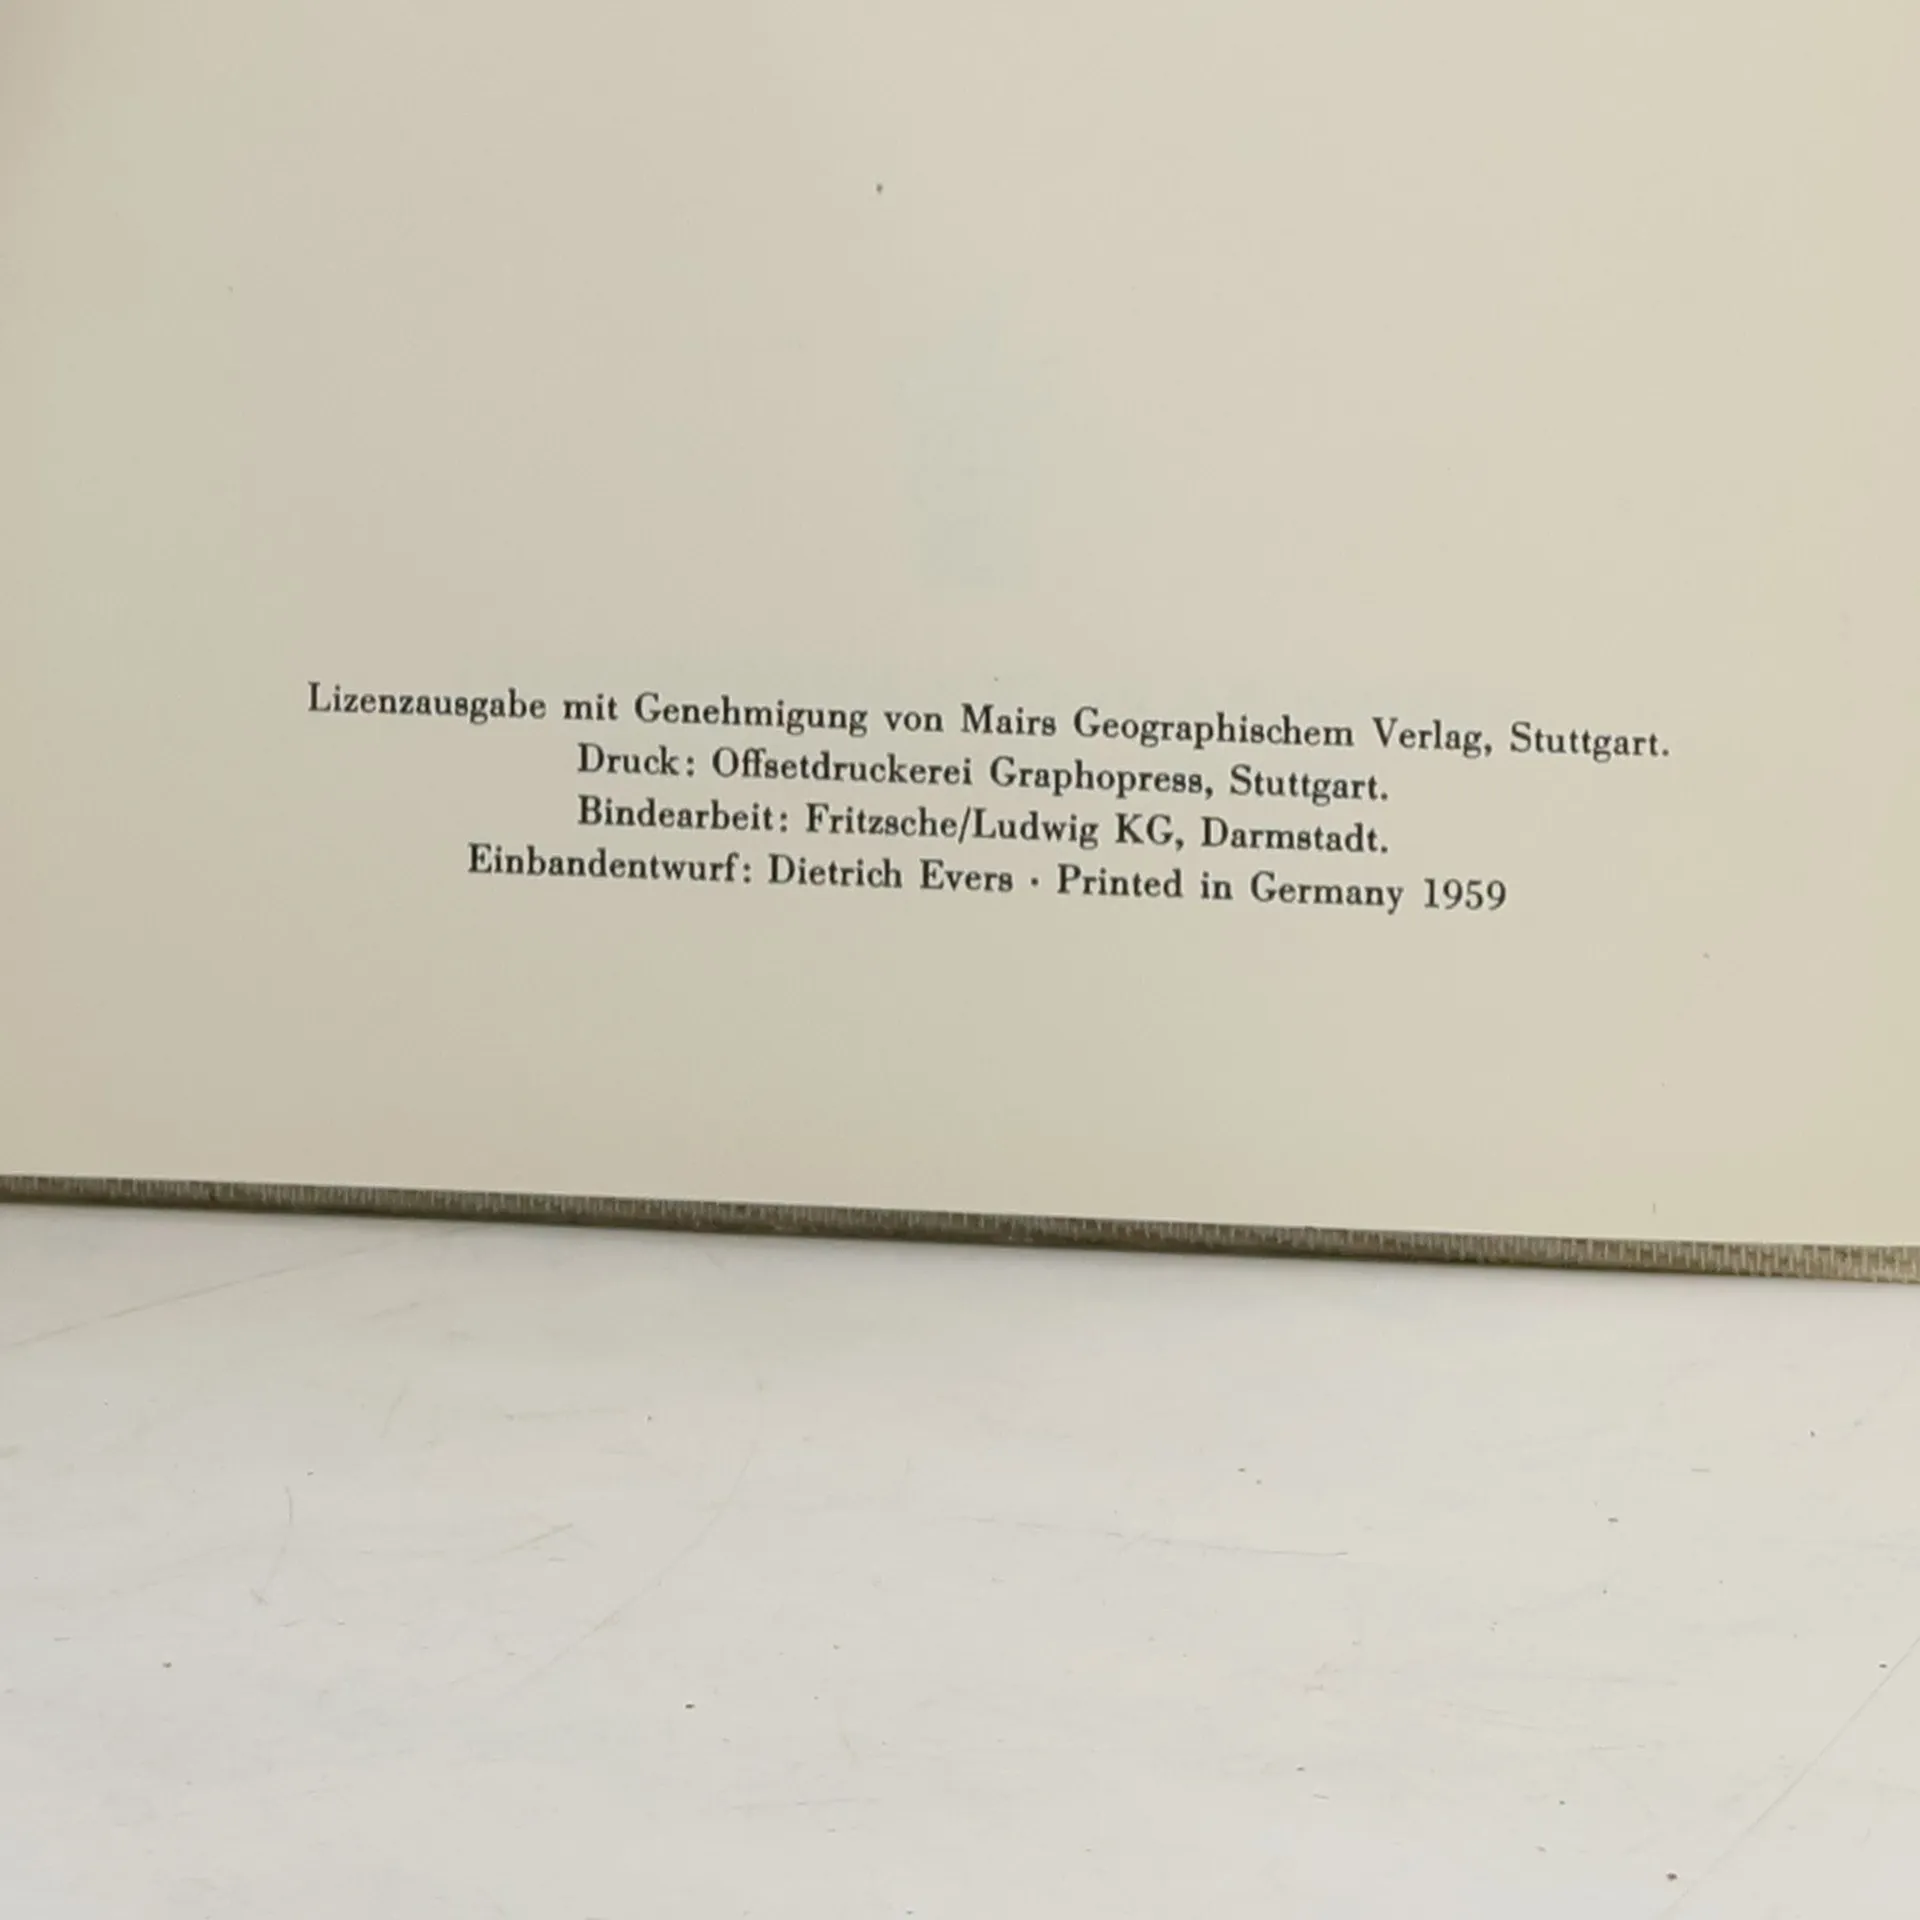 Lizenzausgabe mit Genehmigung von Mairs Geographischem Verlag, Stuttgart.
Druck: Offsetdruckerei Graphopress, Stuttgart.
Bindearbeit: Fritzsche/Ludwig KG, Darmstadt.
Einbandentwurf: Dietrich Evers · Printed in Germany 1959